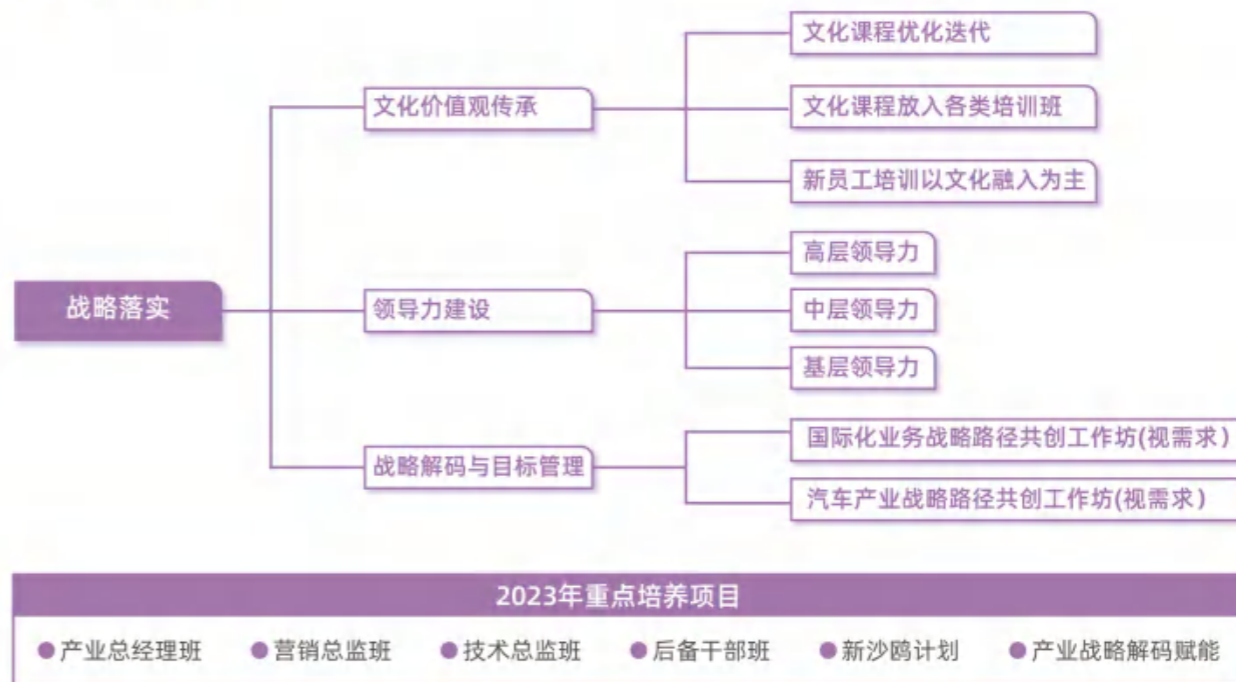 战略落实
文化价值观传承
文化课程优化迭代
文化课程放入各类培训班
新员工培训以文化融入为主
领导力建设
高层领导力
中层领导力
基层领导力
战略解码与目标管理
国际化业务战略路径共创工作坊(视需求）
汽车产业战略路径共创工作坊(视需求）
2023年重点培养项目
●产业总经理班 ●营销总监班 ●技术总监班 ●后备干部班 ●新沙鸥计划 ●产业战略解码赋能